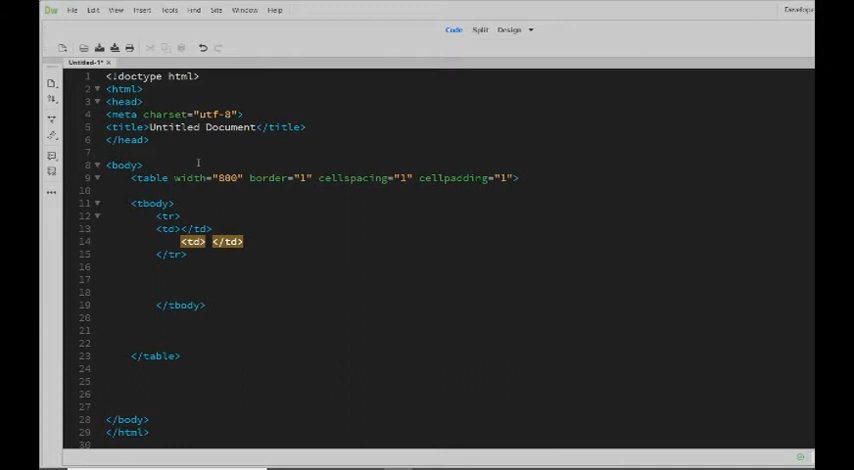 Dw File Edit View Insert Tools Find Site Window Help Develope
Code Split Design
Untitled-1* ×
1 <!doctype html>
2 <html>
3 <head>
4 <meta charset="utf-8">
5 <title>Untitled Document</title>
6 </head>
7
8 <body>
9 <table width="800" border="1" cellspacing="1" cellpadding="1">
10
11 <tbody>
12 <tr>
13 <td></td>
14 <td> </td>
15 </tr>
16
17
18
19 </tbody>
20
21
22
23 </table>
24
25
26
27
28 </body>
29 </html>
30